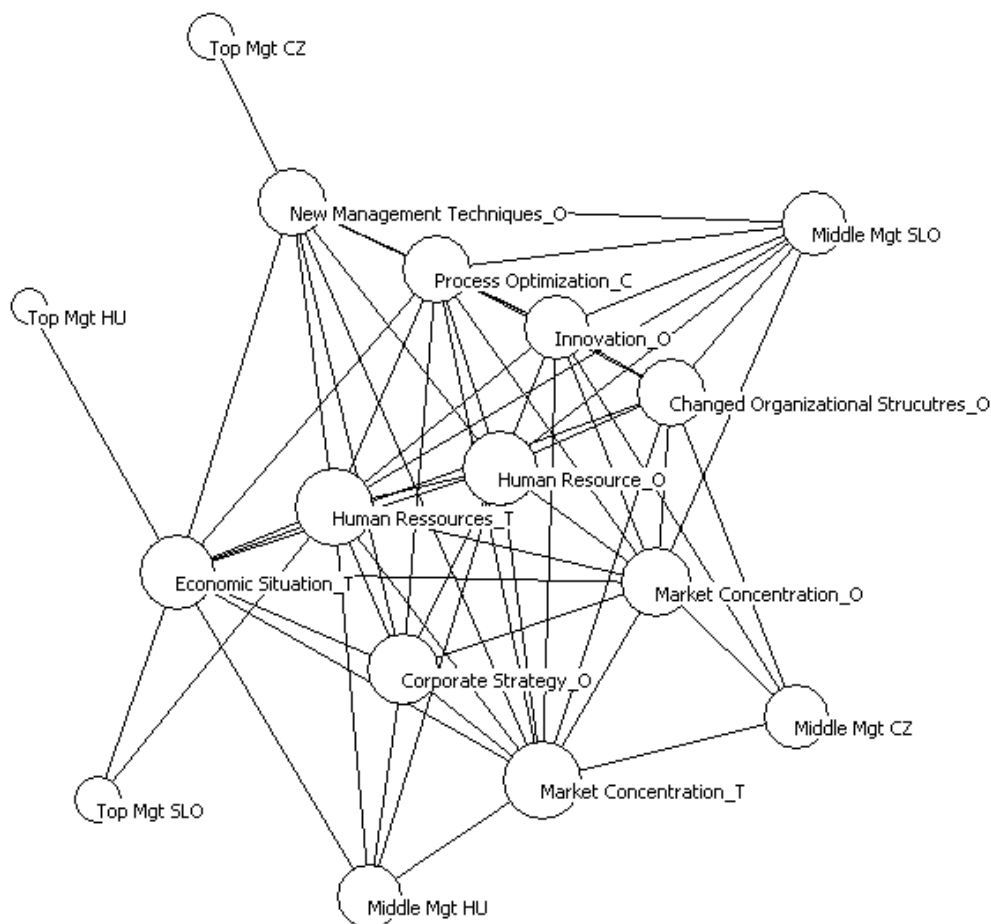 Top Mgt CZ
New Management Techniques_O
Middle Mgt SLO
Process Optimization_C
Top Mgt HU
Innovation_O
Changed Organizational Strucutres_O
Human Resource_O
Human Ressources_T
Economic Situation_T
Market Concentration_O
Corporate Strategy_O
Middle Mgt CZ
Market Concentration_T
Top Mgt SLO
Middle Mgt HU